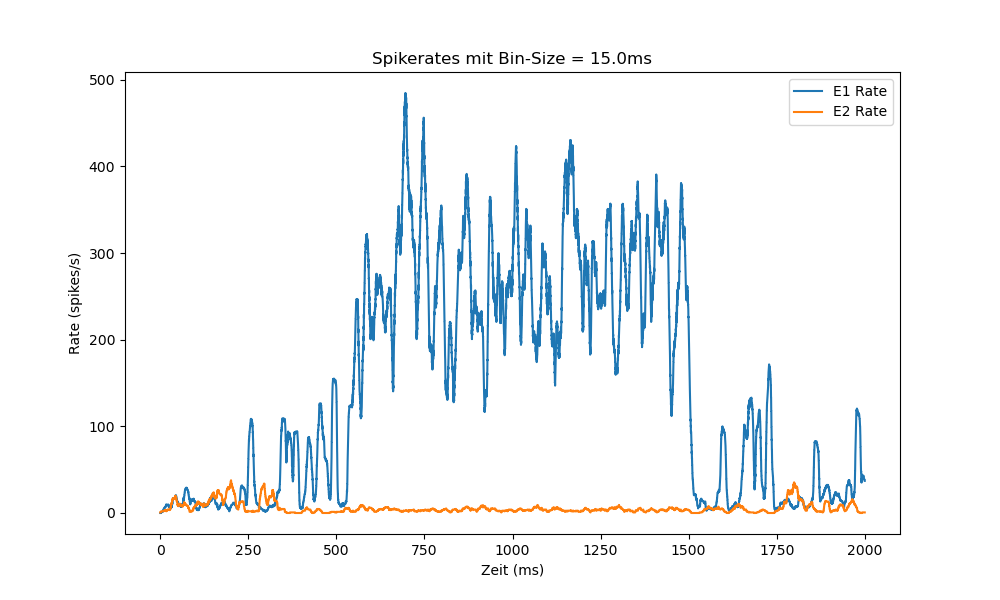 Spikerates mit Bin-Size = 15.0ms
E1 Rate
E2 Rate
Rate (spikes/s)
500
400
300
200
100
0
0 250 500 750 1000 1250 1500 1750 2000
Zeit (ms)